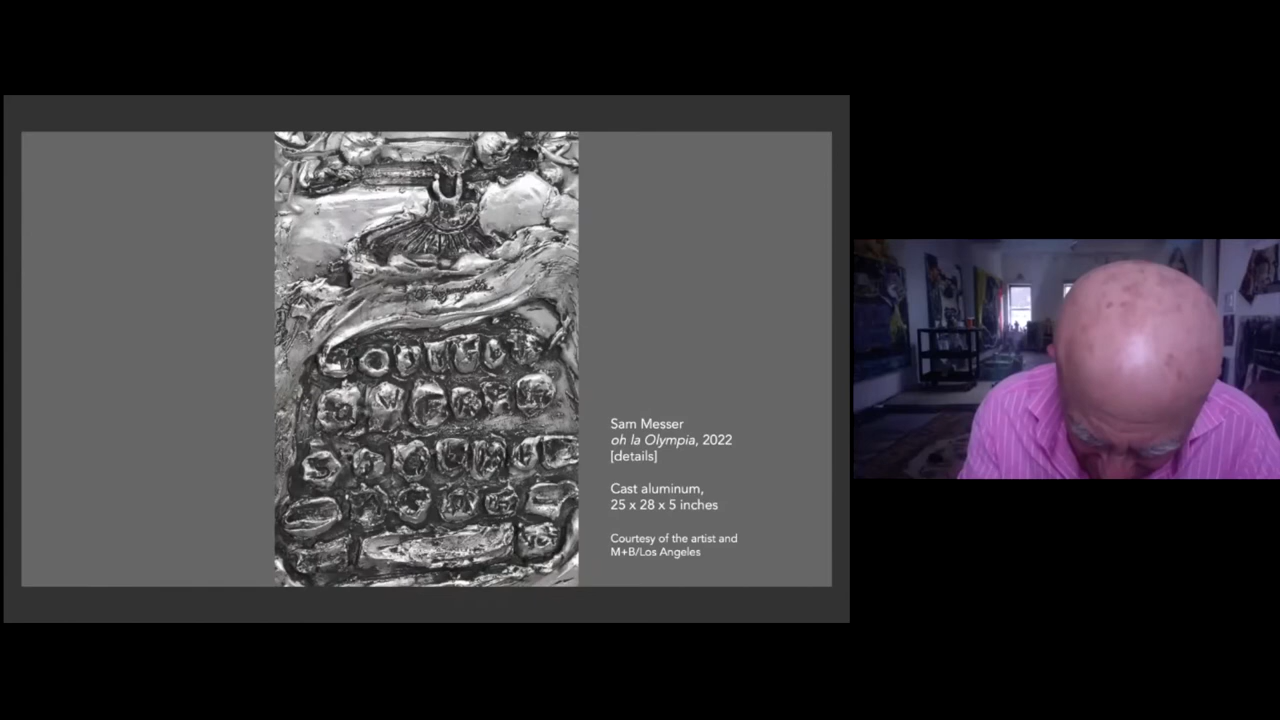 Sam Messer
oh la Olympia, 2022
[details]
Cast aluminum,
25 x 28 x 5 inches
Courtesy of the artist and
M+B/Los Angeles